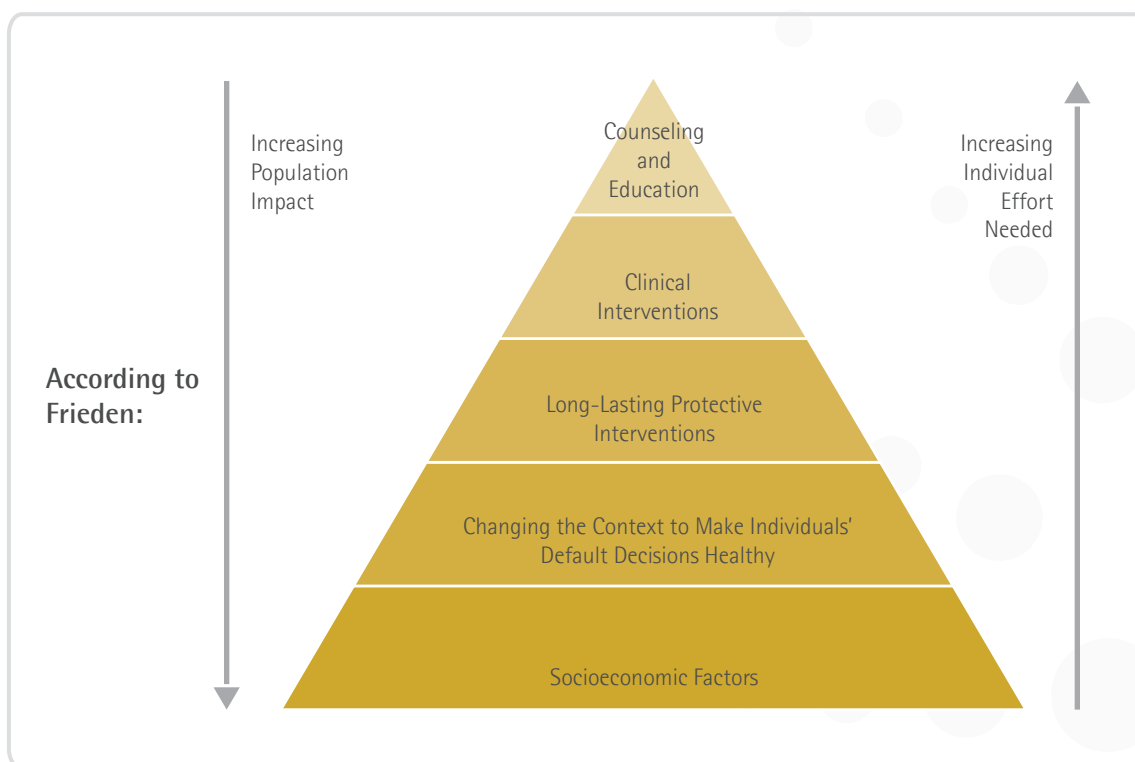 Increasing
Population
Impact
Counseling
and
Education
Increasing
Individual
Effort
Needed
Clinical
Interventions
According to
Frieden:
Long-Lasting Protective
Interventions
Changing the Context to Make Individuals’
Default Decisions Healthy
Socioeconomic Factors